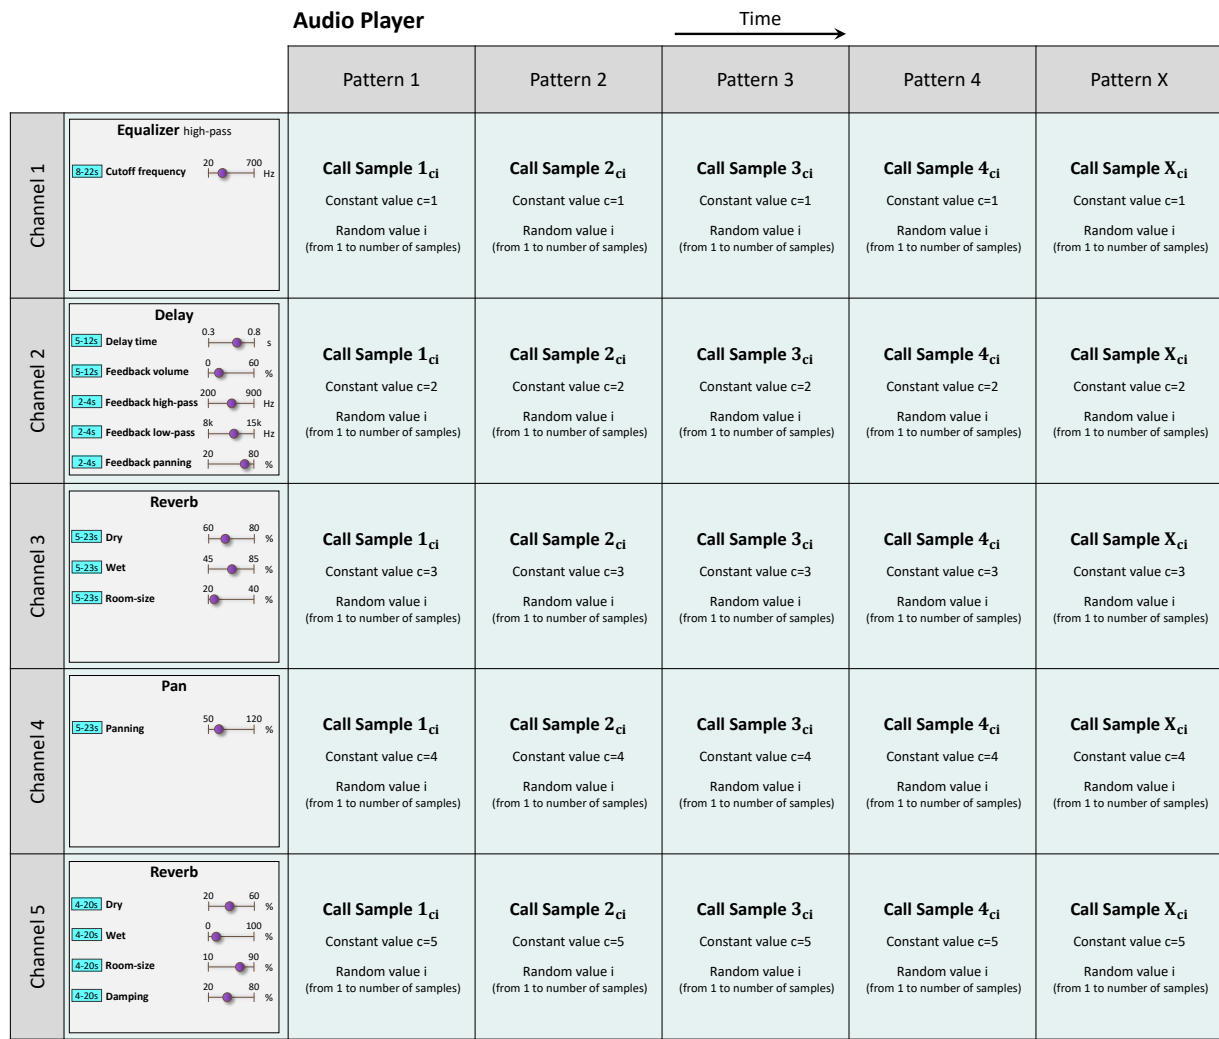 Audio Player
Time
Pattern 1
Pattern 2
Pattern 3
Pattern 4
Pattern X
Channel 1
Equalizer high-pass
8-22s Cutoff frequency 20 700 Hz
Call Sample 1ci
Constant value c=1
Random value i
(from 1 to number of samples)
Call Sample 2ci
Constant value c=1
Random value i
(from 1 to number of samples)
Call Sample 3ci
Constant value c=1
Random value i
(from 1 to number of samples)
Call Sample 4ci
Constant value c=1
Random value i
(from 1 to number of samples)
Call Sample Xci
Constant value c=1
Random value i
(from 1 to number of samples)
Channel 2
Delay
5-12s Delay time 0.3 0.8 s
5-12s Feedback volume 0 60 %
2-4s Feedback high-pass 200 900 Hz
2-4s Feedback low-pass 8k 15k Hz
2-4s Feedback panning 20 80 %
Call Sample 1ci
Constant value c=2
Random value i
(from 1 to number of samples)
Call Sample 2ci
Constant value c=2
Random value i
(from 1 to number of samples)
Call Sample 3ci
Constant value c=2
Random value i
(from 1 to number of samples)
Call Sample 4ci
Constant value c=2
Random value i
(from 1 to number of samples)
Call Sample Xci
Constant value c=2
Random value i
(from 1 to number of samples)
Channel 3
Reverb
5-23s Dry 60 80 %
5-23s Wet 45 85 %
5-23s Room-size 20 40 %
Call Sample 1ci
Constant value c=3
Random value i
(from 1 to number of samples)
Call Sample 2ci
Constant value c=3
Random value i
(from 1 to number of samples)
Call Sample 3ci
Constant value c=3
Random value i
(from 1 to number of samples)
Call Sample 4ci
Constant value c=3
Random value i
(from 1 to number of samples)
Call Sample Xci
Constant value c=3
Random value i
(from 1 to number of samples)
Channel 4
Pan
5-23s Panning 50 120 %
Call Sample 1ci
Constant value c=4
Random value i
(from 1 to number of samples)
Call Sample 2ci
Constant value c=4
Random value i
(from 1 to number of samples)
Call Sample 3ci
Constant value c=4
Random value i
(from 1 to number of samples)
Call Sample 4ci
Constant value c=4
Random value i
(from 1 to number of samples)
Call Sample Xci
Constant value c=4
Random value i
(from 1 to number of samples)
Channel 5
Reverb
4-20s Dry 20 60 %
4-20s Wet 0 100 %
4-20s Room-size 10 90 %
4-20s Damping 20 80 %
Call Sample 1ci
Constant value c=5
Random value i
(from 1 to number of samples)
Call Sample 2ci
Constant value c=5
Random value i
(from 1 to number of samples)
Call Sample 3ci
Constant value c=5
Random value i
(from 1 to number of samples)
Call Sample 4ci
Constant value c=5
Random value i
(from 1 to number of samples)
Call Sample Xci
Constant value c=5
Random value i
(from 1 to number of samples)